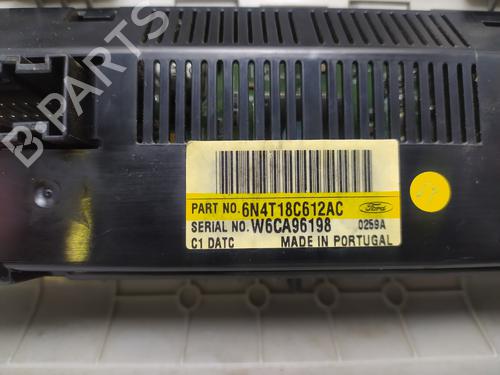 B-PARTS
PART NO. 6N4T18C612AC
Ford
SERIAL NO. W6CA96198 0259A
C1 DATC MADE IN PORTUGAL